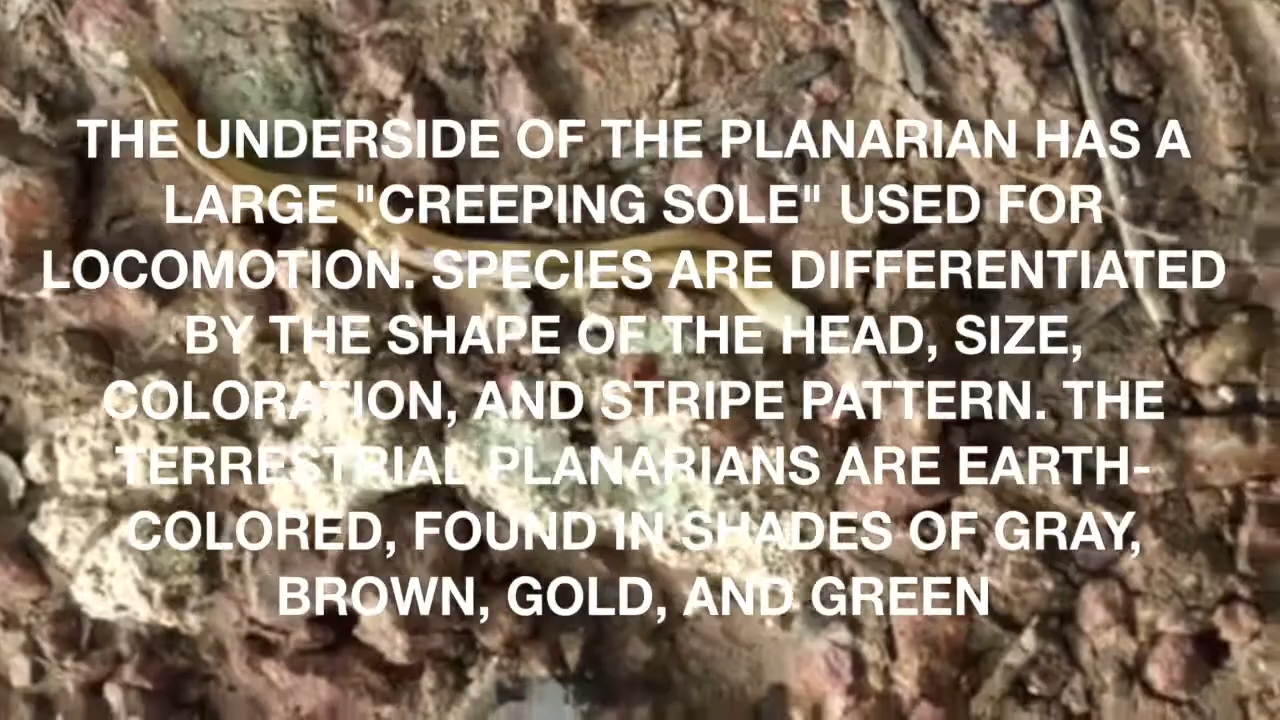 THE UNDERSIDE OF THE PLANARIAN HAS A
LARGE "CREEPING SOLE" USED FOR
LOCOMOTION. SPECIES ARE DIFFERENTIATED
BY THE SHAPE OF THE HEAD, SIZE,
COLORATION, AND STRIPE PATTERN. THE
TERRESTRIAL PLANARIANS ARE EARTH-
COLORED, FOUND IN SHADES OF GRAY,
BROWN, GOLD, AND GREEN